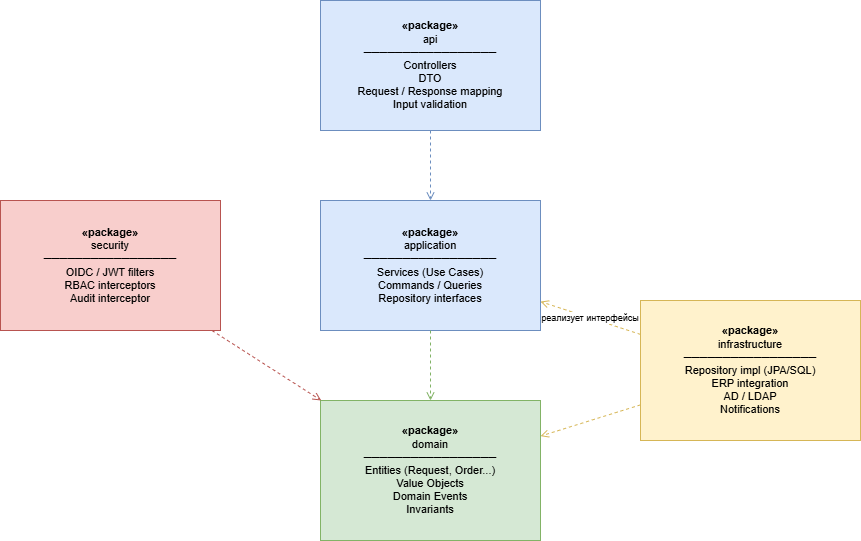 «package»
api
Controllers
DTO
Request / Response mapping
Input validation
«package»
security
OIDC / JWT filters
RBAC interceptors
Audit interceptor
«package»
application
Services (Use Cases)
Commands / Queries
Repository interfaces
реализует интерфейсы
«package»
infrastructure
Repository impl (JPA/SQL)
ERP integration
AD / LDAP
Notifications
«package»
domain
Entities (Request, Order...)
Value Objects
Domain Events
Invariants